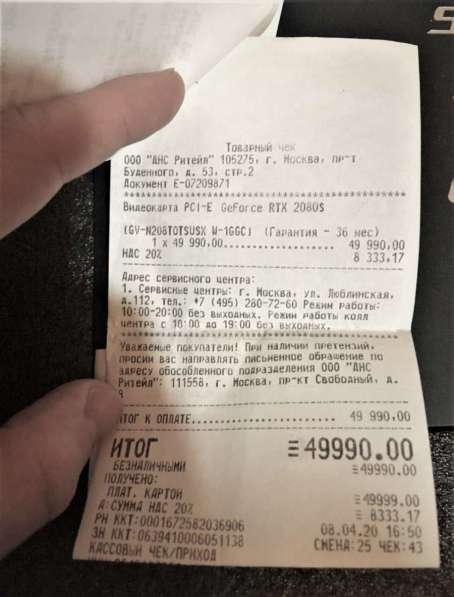 Товарный чек
ООО "ДНС Ритейл" 105275, г. Москва, пр-т
Буденного, д. 53, стр.2
Документ Е-07209871
Видеокарта PCI-E GeForce RTX 2080S
[GV-N208TOTSUSX W-1GGC] (Гарантия - 36 мес)
1 x 49 990,00 49 990,00
НДС 20% 8 333,17
Адрес сервисного центра:
1. Сервисные центры: г. Москва, ул. Люблинская,
д.112, тел.: +7 (495) 280-72-60 Режим работы:
10:00-20:00 без выходных. Режим работы колл
центра с 10:00 до 19:00 без выходных.
Уважаемые покупатели! При наличии претензий,
просим вас направлять письменное обращение по
адресу обособленного подразделения ООО "ДНС
Ритейл": 111558, г. Москва, пр-кт Свободный, д.
8
ИТОГ К ОПЛАТЕ 49 990,00
ИТОГ ≡49990.00
БЕЗНАЛИЧНЫМИ ≡49990.00
ПОЛУЧЕНО:
ПЛАТ. КАРТОЙ ≡49999.00
А:СУММА НДС 20% ≡8333.17
РН ККТ:0001672582036906 08.04.20 16:50
ЗН ККТ:0639410006051138 СМЕНА:25 ЧЕК:43
КАССОВЫЙ ЧЕК/ПРИХОД
S